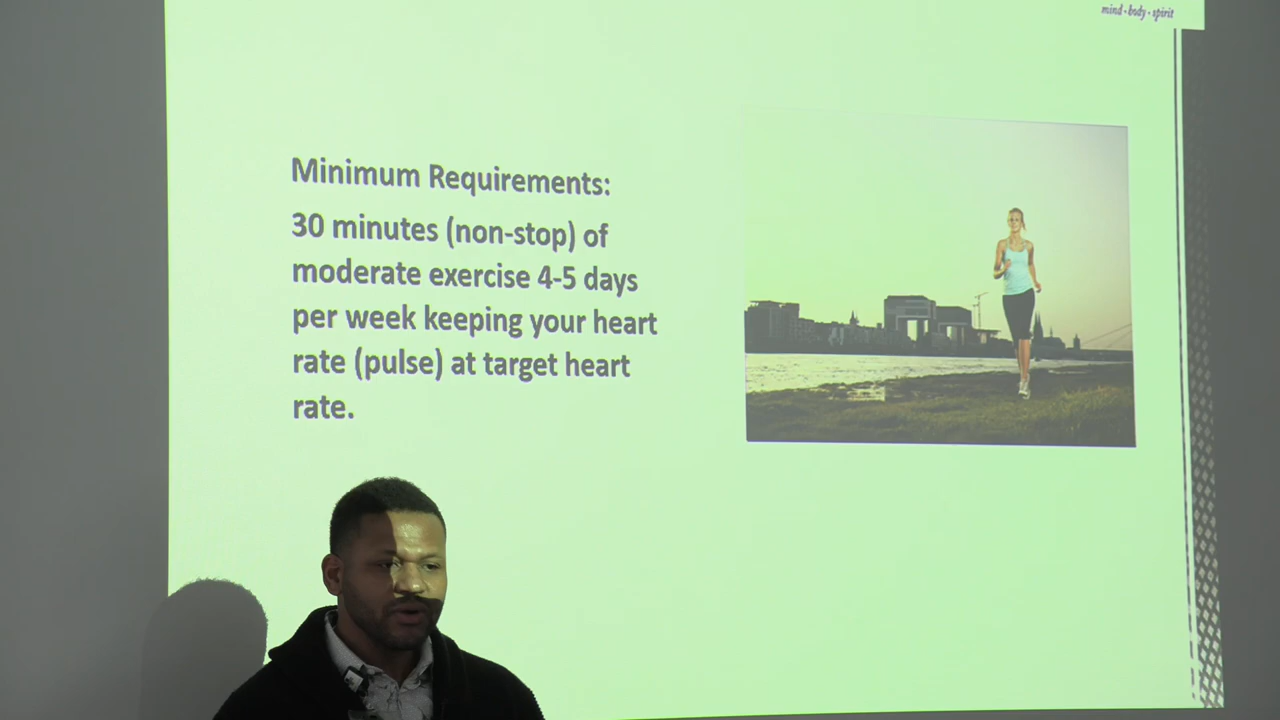 mind • body • spirit
Minimum Requirements:
30 minutes (non-stop) of
moderate exercise 4-5 days
per week keeping your heart
rate (pulse) at target heart
rate.